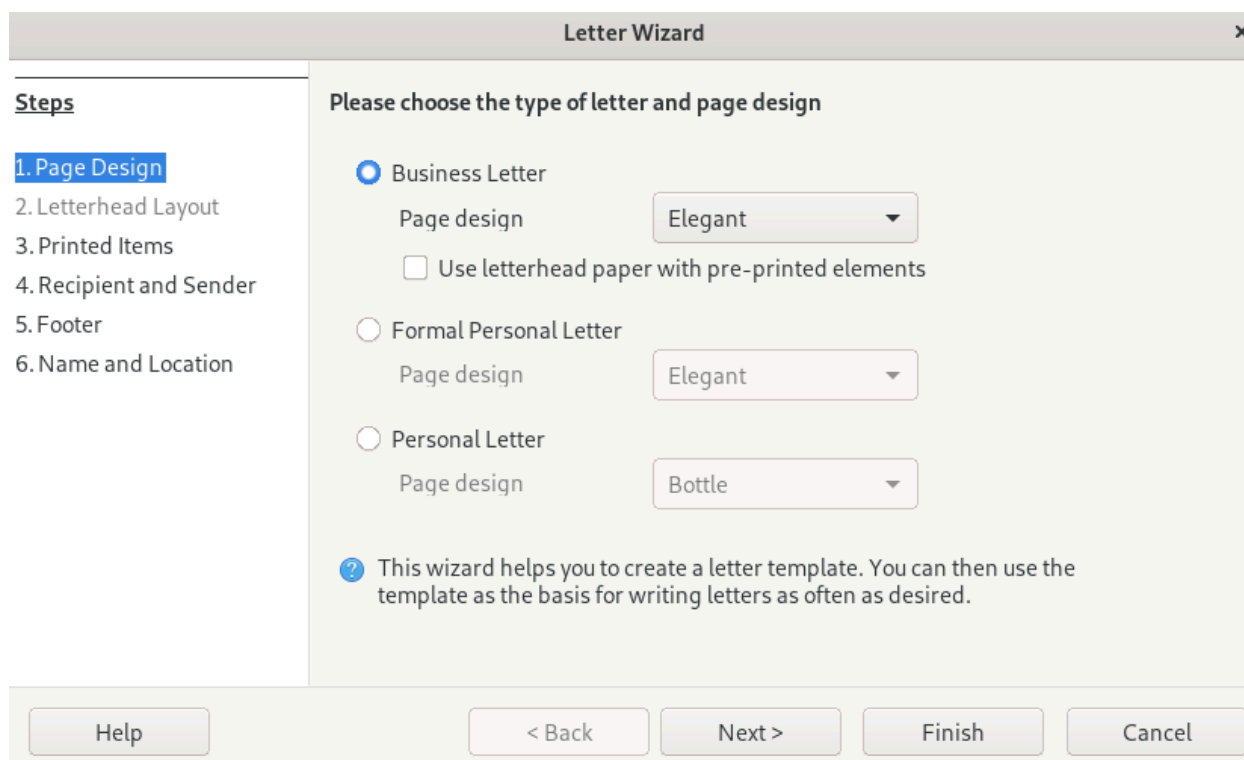 Letter Wizard
Steps
1. Page Design
2. Letterhead Layout
3. Printed Items
4. Recipient and Sender
5. Footer
6. Name and Location
Please choose the type of letter and page design
Business Letter
Page design Elegant
Use letterhead paper with pre-printed elements
Formal Personal Letter
Page design Elegant
Personal Letter
Page design Bottle
This wizard helps you to create a letter template. You can then use the
template as the basis for writing letters as often as desired.
Help < Back Next > Finish Cancel